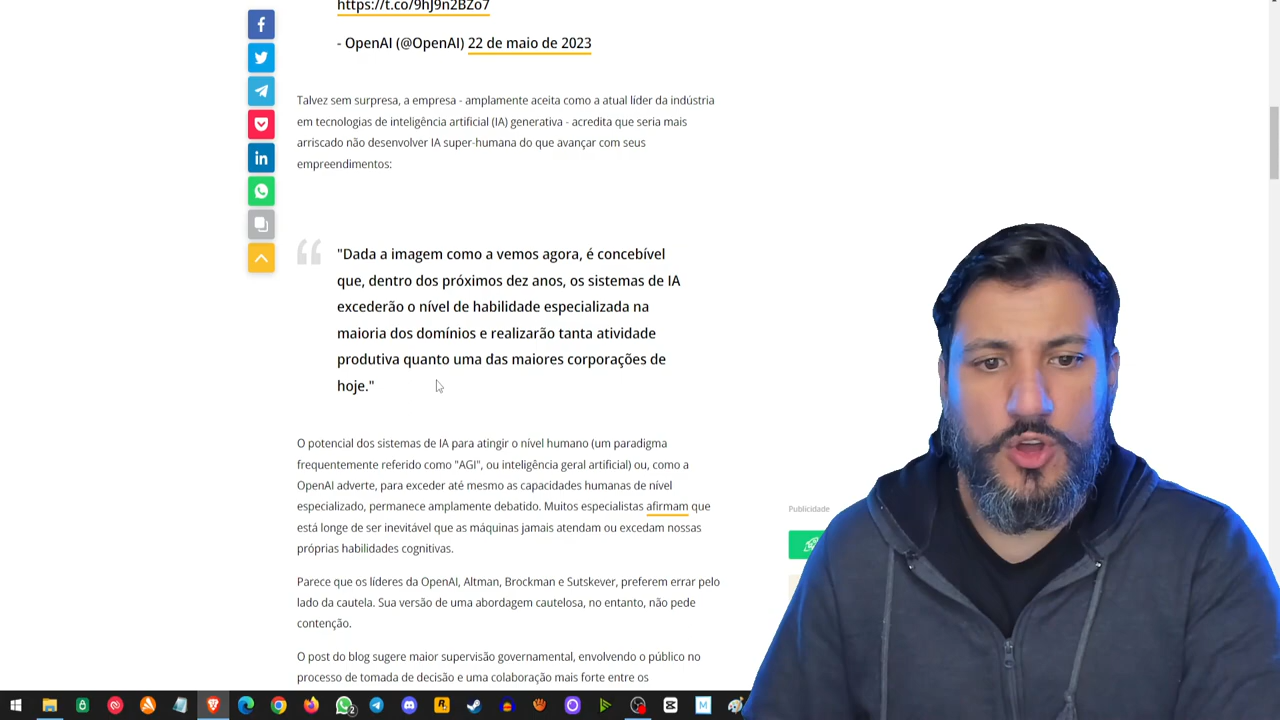 https://t.co/9hJ9n2BZo7
- OpenAI (@OpenAI) 22 de maio de 2023
Talvez sem surpresa, a empresa - amplamente aceita como a atual líder da indústria
em tecnologias de inteligência artificial (IA) generativa - acredita que seria mais
arriscado não desenvolver IA super-humana do que avançar com seus
empreendimentos:
"Dada a imagem como a vemos agora, é concebível
que, dentro dos próximos dez anos, os sistemas de IA
excederão o nível de habilidade especializada na
maioria dos domínios e realizarão tanta atividade
produtiva quanto uma das maiores corporações de
hoje."
O potencial dos sistemas de IA para atingir o nível humano (um paradigma
frequentemente referido como "AGI", ou inteligência geral artificial) ou, como a
OpenAI adverte, para exceder até mesmo as capacidades humanas de nível
especializado, permanece amplamente debatido. Muitos especialistas afirmam que
está longe de ser inevitável que as máquinas jamais atendam ou excedam nossas
próprias habilidades cognitivas.
Publicidade
Parece que os líderes da OpenAI, Altman, Brockman e Sutskever, preferem errar pelo
lado da cautela. Sua versão de uma abordagem cautelosa, no entanto, não pede
contenção.
O post do blog sugere maior supervisão governamental, envolvendo o público no
processo de tomada de decisão e uma colaboração mais forte entre os